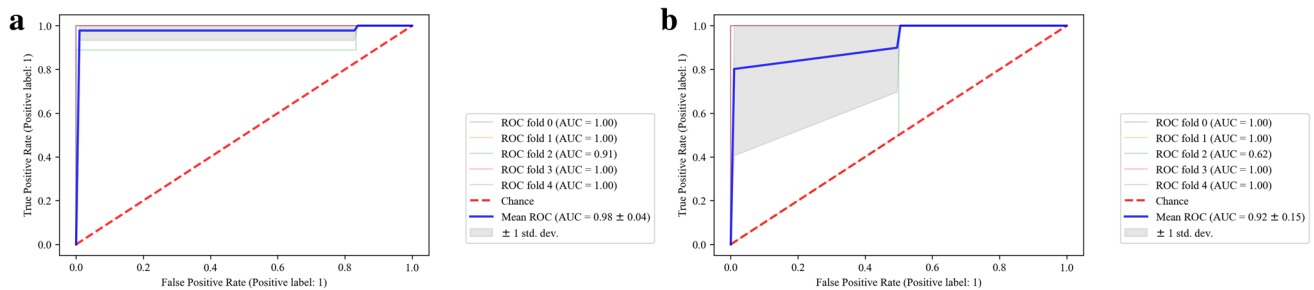 a
1.0
0.8
0.6
0.4
0.2
0.0
True Positive Rate (Positive label: 1)
0.0 0.2 0.4 0.6 0.8 1.0
False Positive Rate (Positive label: 1)
ROC fold 0 (AUC = 1.00)
ROC fold 1 (AUC = 1.00)
ROC fold 2 (AUC = 0.91)
ROC fold 3 (AUC = 1.00)
ROC fold 4 (AUC = 1.00)
Chance
Mean ROC (AUC = 0.98 ± 0.04)
± 1 std. dev.
b
1.0
0.8
0.6
0.4
0.2
0.0
True Positive Rate (Positive label: 1)
0.0 0.2 0.4 0.6 0.8 1.0
False Positive Rate (Positive label: 1)
ROC fold 0 (AUC = 1.00)
ROC fold 1 (AUC = 1.00)
ROC fold 2 (AUC = 0.62)
ROC fold 3 (AUC = 1.00)
ROC fold 4 (AUC = 1.00)
Chance
Mean ROC (AUC = 0.92 ± 0.15)
± 1 std. dev.